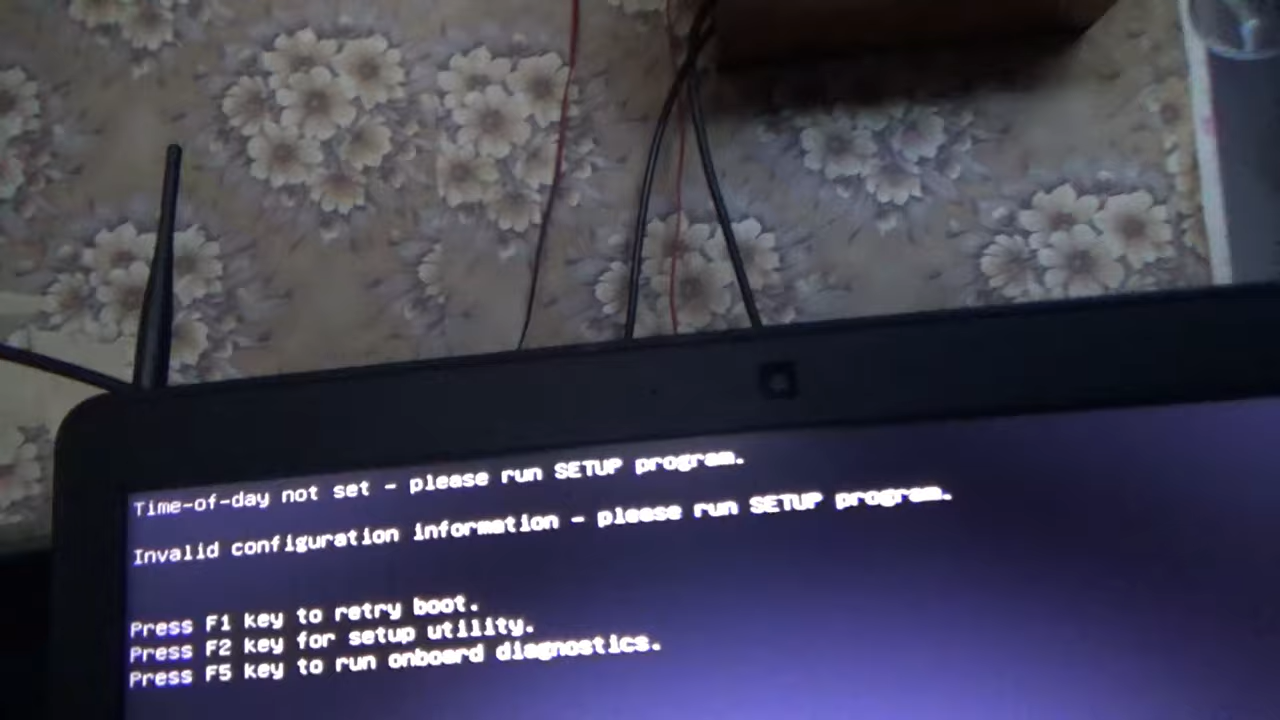 Time-of-day not set - please run SETUP program.
Invalid configuration information - please run SETUP program.
Press F1 key to retry boot.
Press F2 key for setup utility.
Press F5 key to run onboard diagnostics.